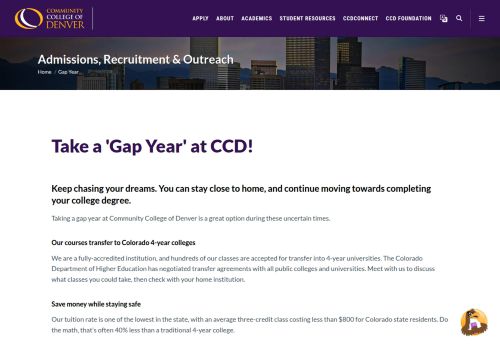 COMMUNITY
COLLEGE OF
DENVER
APPLY ABOUT ACADEMICS STUDENT RESOURCES CCDCONNECT CCD FOUNDATION
Admissions, Recruitment & Outreach
Home / Gap Year...
Take a 'Gap Year' at CCD!
Keep chasing your dreams. You can stay close to home, and continue moving towards completing
your college degree.
Taking a gap year at Community College of Denver is a great option during these uncertain times.
Our courses transfer to Colorado 4-year colleges
We are a fully-accredited institution, and hundreds of our classes are accepted for transfer into 4-year universities. The Colorado
Department of Higher Education has negotiated transfer agreements with all public colleges and universities. Meet with us to discuss
what classes you could take, then check with your home institution.
Save money while staying safe
Our tuition rate is one of the lowest in the state, with an average three-credit class costing less than $800 for Colorado state residents. Do
the math, that's often 40% less than a traditional 4-year college.